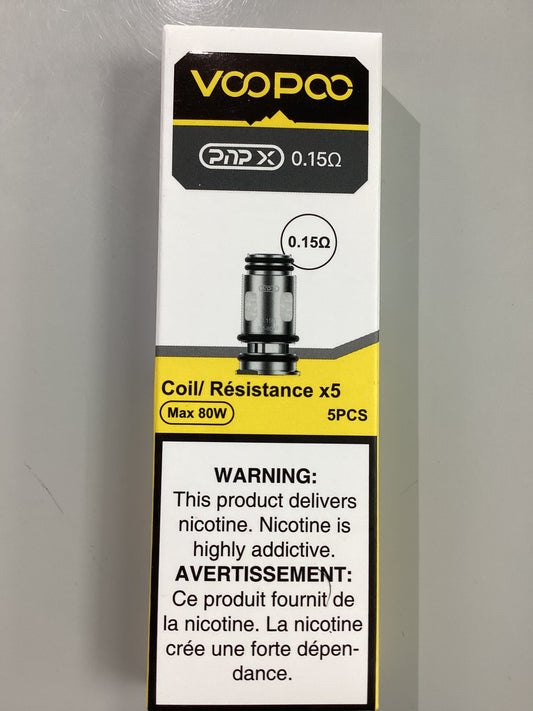 VOOPOO
PNP X 0.15Ω
0.15Ω
PNP X
Coil/ Résistance x5
Max 80W 5PCS
WARNING:
This product delivers
nicotine. Nicotine is
highly addictive.
AVERTISSEMENT:
Ce produit fournit de
la nicotine. La nicotine
crée une forte dépen-
dance.